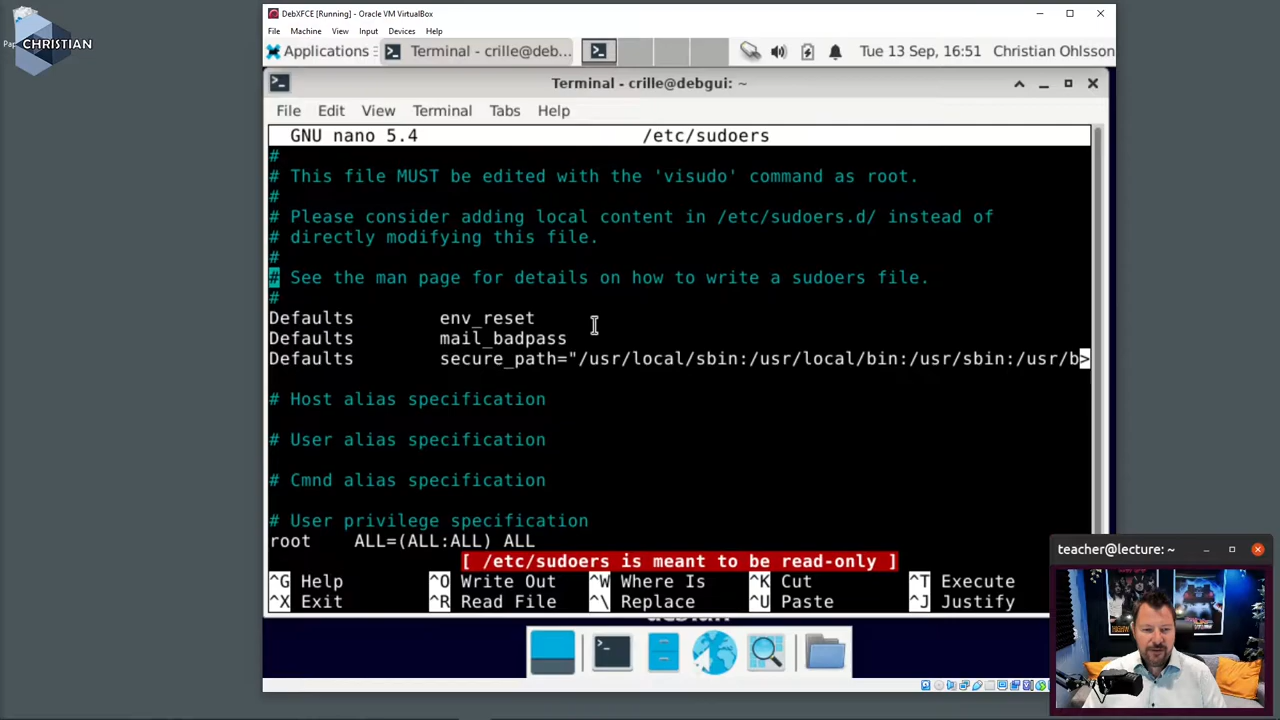 DebXFCE [Running] - Oracle VM VirtualBox
File Machine View Input Devices Help
CHRISTIAN
Applications
Terminal - crille@deb...
Tue 13 Sep, 16:51 Christian Ohlsson
Terminal - crille@debgui: ~
File Edit View Terminal Tabs Help
GNU nano 5.4 /etc/sudoers
#
# This file MUST be edited with the 'visudo' command as root.
#
# Please consider adding local content in /etc/sudoers.d/ instead of
# directly modifying this file.
#
# See the man page for details on how to write a sudoers file.
#
Defaults env_reset
Defaults mail_badpass
Defaults secure_path="/usr/local/sbin:/usr/local/bin:/usr/sbin:/usr/b>
# Host alias specification
# User alias specification
# Cmnd alias specification
# User privilege specification
root ALL=(ALL:ALL) ALL
[ /etc/sudoers is meant to be read-only ]
^G Help ^O Write Out ^W Where Is ^K Cut ^T Execute
^X Exit ^R Read File ^\ Replace ^U Paste ^J Justify
teacher@lecture: ~